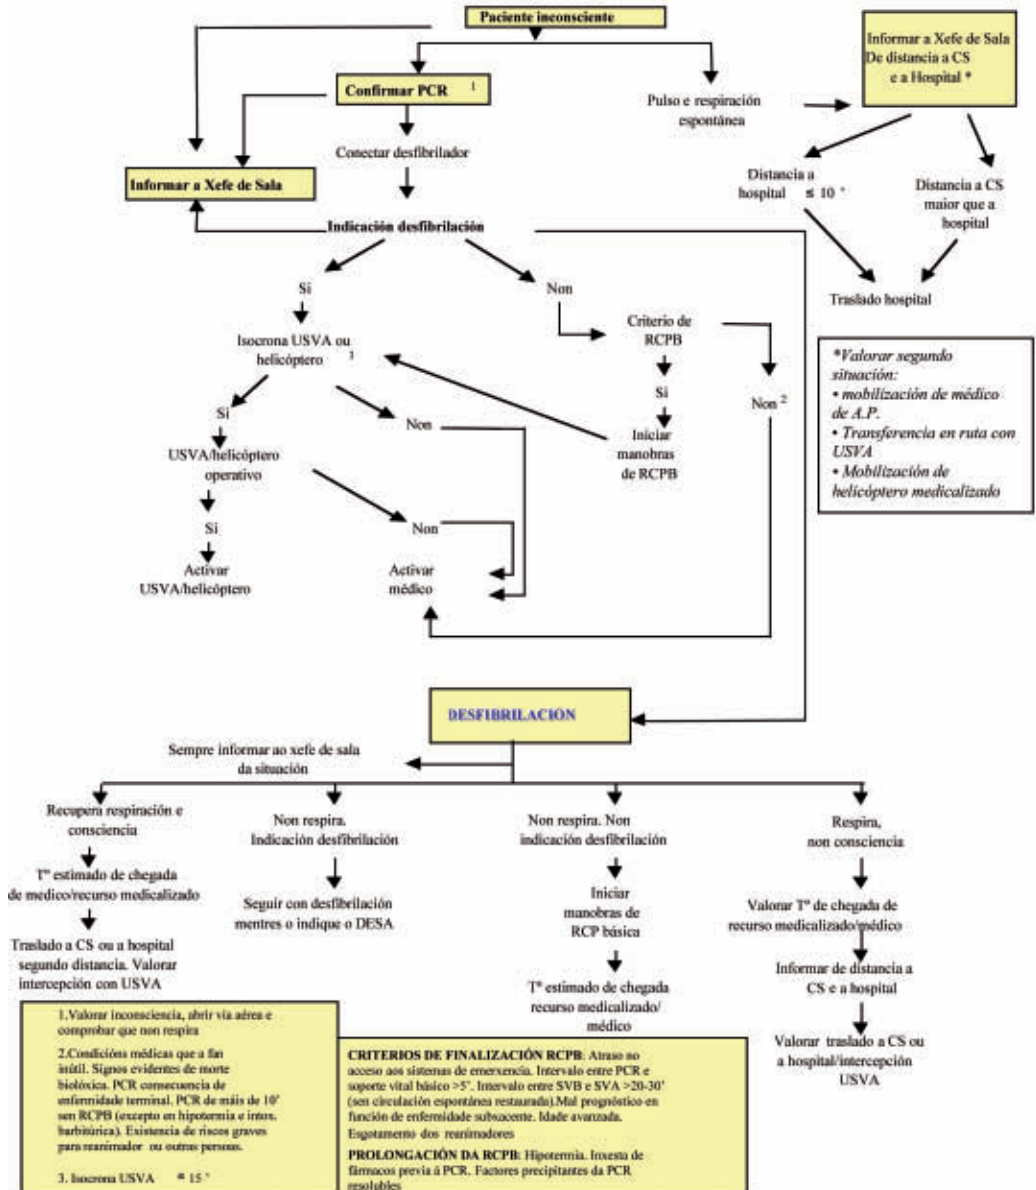 Paciente inconsciente
Informar a Xefe de Sala
De distancia a CS
e a Hospital *
Confirmar PCR 1
Pulso e respiración
espontánea
Conectar desfibrilador
Informar a Xefe de Sala
Distancia a
hospital ≤ 10 '
Distancia a CS
maior que a
hospital
Indicación desfibrilación
Si
Non
Traslado hospital
Isocrona USVA ou
helicóptero 1
Criterio de
RCPB
*Valorar segundo
situación:
• mobilización de médico
de A.P.
• Transferencia en ruta con
USVA
• Mobilización de
helicóptero medicalizado
Si
Non
Si
Non 2
USVA/helicóptero
operativo
Iniciar
manobras
de RCPB
Si
Non
Activar
USVA/helicóptero
Activar
médico
DESFIBRILACION
Sempre informar ao xefe de sala
da situación
Recupera respiración e
consciencia
Non respira.
Indicación desfibrilación
Non respira. Non
indicación desfibrilación
Respira,
non consciencia
Tº estimado de chegada
de medico/recurso medicalizado
Seguir con desfibrilación
mentres o indique o DESA
Iniciar
manobras de
RCP básica
Valorar Tº de chegada de
recurso medicalizado/médico
Traslado a CS ou a hospital
segundo distancia. Valorar
intercepción con USVA
Tº estimado de chegada
recurso medicalizado/
médico
Informar de distancia a
CS e a hospital
Valorar traslado a CS ou
a hospital/intercepción
USVA
1.Valorar inconsciencia, abrir vía aérea e
comprobar que non respira
2.Condicións médicas que a fan
inútil. Signos evidentes de morte
biolóxica. PCR consecuencia de
enfermidade terminal. PCR de máis de 10'
sen RCPB (excepto en hipotermia e intox.
barbitúrica). Existencia de riscos graves
para reanimador ou outras persoas.
3. Isocrona USVA ≤ 15 '
CRITERIOS DE FINALIZACIÓN RCPB: Atraso no
acceso aos sistemas de emerxencia. Intervalo entre PCR e
soporte vital básico >5'. Intervalo entre SVB e SVA >20-30'
(sen circulación espontánea restaurada).Mal prognóstico en
función de enfermidade subxacente. Idade avanzada.
Esgotamento dos reanimadores
PROLONGACIÓN DA RCPB: Hipotermia. Inxesta de
fármacos previa á PCR. Factores precipitantes da PCR
resolubles